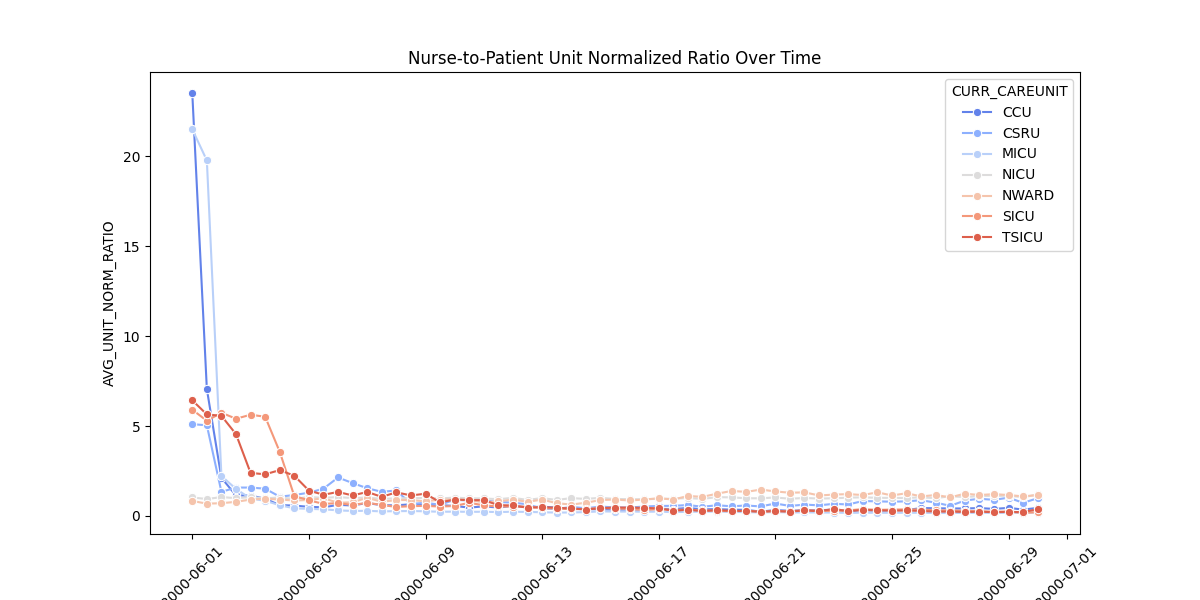 Nurse-to-Patient Unit Normalized Ratio Over Time
CURR_CAREUNIT
CCU
CSRU
MICU
NICU
NWARD
SICU
TSICU
AVG_UNIT_NORM_RATIO
20
15
10
5
0
2000-06-01
2000-06-05
2000-06-09
2000-06-13
2000-06-17
2000-06-21
2000-06-25
2000-06-29
2000-07-01